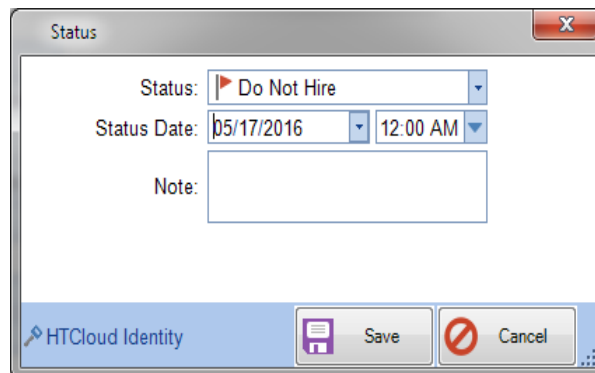 Status
Status: Do Not Hire
Status Date: 05/17/2016 12:00 AM
Note:
HTCloud Identity Save Cancel